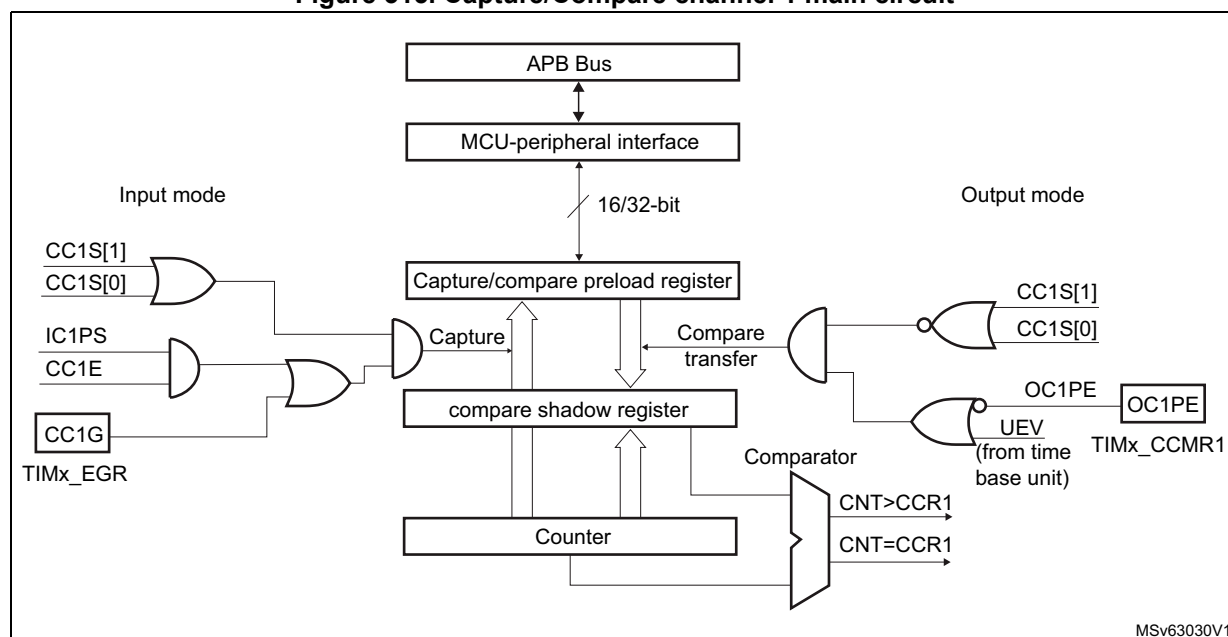 Figure Capture/Compare channel 1 main circuit
APB Bus
MCU-peripheral interface
Input mode
16/32-bit
Output mode
CC1S[1]
CC1S[0]
Capture/compare preload register
CC1S[1]
CC1S[0]
IC1PS
CC1E
Capture
Compare
transfer
CC1G
TIMx_EGR
compare shadow register
OC1PE
OC1PE
TIMx_CCMR1
UEV
(from time
base unit)
Comparator
CNT>CCR1
Counter
CNT=CCR1
MSv63030V1